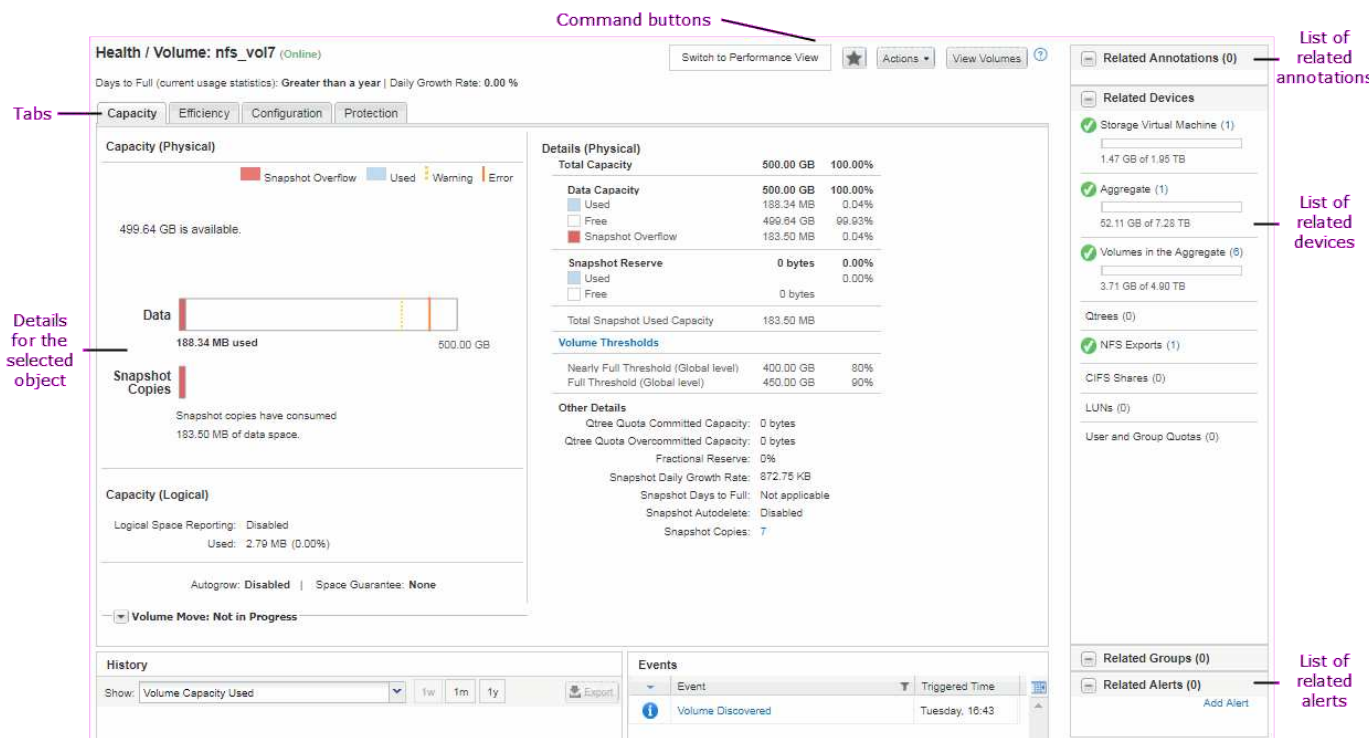 Command buttons
Health / Volume: nfs_vol7 (Online)
Switch to Performance View
Actions
View Volumes
?
Days to Full (current usage statistics): Greater than a year | Daily Growth Rate: 0.00 %
Tabs
Capacity Efficiency Configuration Protection
Capacity (Physical)
Snapshot Overflow Used Warning Error
499.64 GB is available.
Details for the selected object
Data
188.34 MB used 500.00 GB
Snapshot
Copies
Snapshot copies have consumed
183.50 MB of data space.
Capacity (Logical)
Logical Space Reporting: Disabled
Used: 2.79 MB (0.00%)
Autogrow: Disabled | Space Guarantee: None
Volume Move: Not in Progress
Details (Physical)
Total Capacity 500.00 GB 100.00%
Data Capacity 500.00 GB 100.00%
Used 188.34 MB 0.04%
Free 499.64 GB 99.93%
Snapshot Overflow 183.50 MB 0.04%
Snapshot Reserve 0 bytes 0.00%
Used 0.00%
Free 0 bytes
Total Snapshot Used Capacity 183.50 MB
Volume Thresholds
Nearly Full Threshold (Global level) 400.00 GB 80%
Full Threshold (Global level) 450.00 GB 90%
Other Details
Qtree Quota Committed Capacity: 0 bytes
Qtree Quota Overcommitted Capacity: 0 bytes
Fractional Reserve: 0%
Snapshot Daily Growth Rate: 872.75 KB
Snapshot Days to Full: Not applicable
Snapshot Autodelete: Disabled
Snapshot Copies: 7
History
Show: Volume Capacity Used 1w 1m 1y Export
Events
Event Triggered Time
Volume Discovered Tuesday, 16:43
Related Annotations (0)
Related Devices
Storage Virtual Machine (1)
1.47 GB of 1.95 TB
Aggregate (1)
52.11 GB of 7.28 TB
Volumes in the Aggregate (6)
3.71 GB of 4.90 TB
Qtrees (0)
NFS Exports (1)
CIFS Shares (0)
LUNs (0)
User and Group Quotas (0)
Related Groups (0)
Related Alerts (0)
Add Alert
List of
related
annotations
List of
related
devices
List of
related
alerts